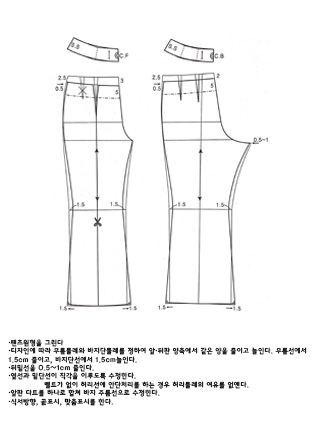 S.S
C.F
S.S
C.B
2.5
3
0.5
5
2.5
2
0.5
5
0.5~1
1.5
1.5
1.5
1.5
1.5
1.5
1.5
1.5
·팬츠원형을 그린다
·디자인에 따라 무릎둘레와 바지단둘레를 정하여 앞·뒤판 양측에서 같은 양을 줄이고 늘인다. 무릎선에서
1.5cm 줄이고, 바지단선에서 1.5cm늘인다.
·뒤밑선을 0.5~1cm 줄인다.
·옆선과 밑단선이 직각을 이루도록 수정한다.
벨트가 없이 허리선에 안단처리를 하는 경우 허리둘레의 여유를 없앤다.
·앞판 다트를 하나로 합쳐 바지 주름선으로 수정한다.
·식서방향, 골표시, 맞춤표시를 한다.